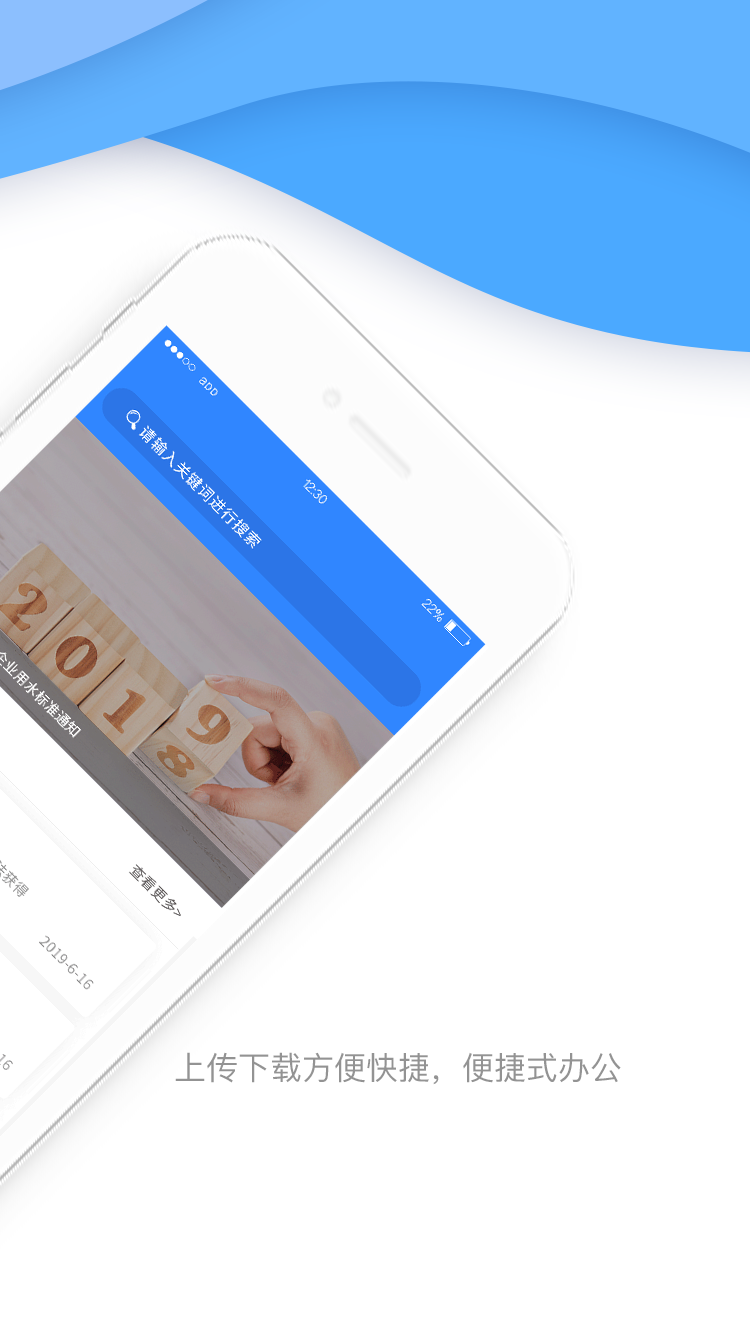 app
12:30
22%
请输入关键词进行搜索
2019
8
企业用水标准通知
查看更多>
法获得
2019-6-16
16
上传下载方便快捷，便捷式办公